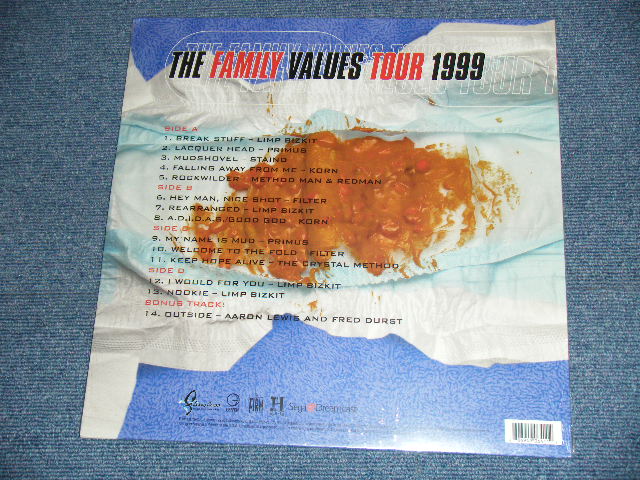 THE FAMILY VALUES TOUR 1999
SIDE A
1. BREAK STUFF - LIMP BIZKIT
2. LACQUER HEAD - PRIMUS
3. MUDSHOVEL - STAIND
4. FALLING AWAY FROM ME - KORN
5. ROCKWILDER - METHOD MAN & REDMAN
SIDE B
6. HEY MAN, NICE SHOT - FILTER
7. REARRANGED - LIMP BIZKIT
8. A.D.I.D.A.S./GOOD GOD - KORN
SIDE
9. MY NAME IS MUD - PRIMUS
10. WELCOME TO THE FOLD - FILTER
11. KEEP HOPE ALIVE - THE CRYSTAL METHOD
SIDE D
12. I WOULD FOR YOU - LIMP BIZKIT
13. NOOKIE - LIMP BIZKIT
BONUS TRACK:
14. OUTSIDE - AARON LEWIS AND FRED DURST
Sega Dreamcast